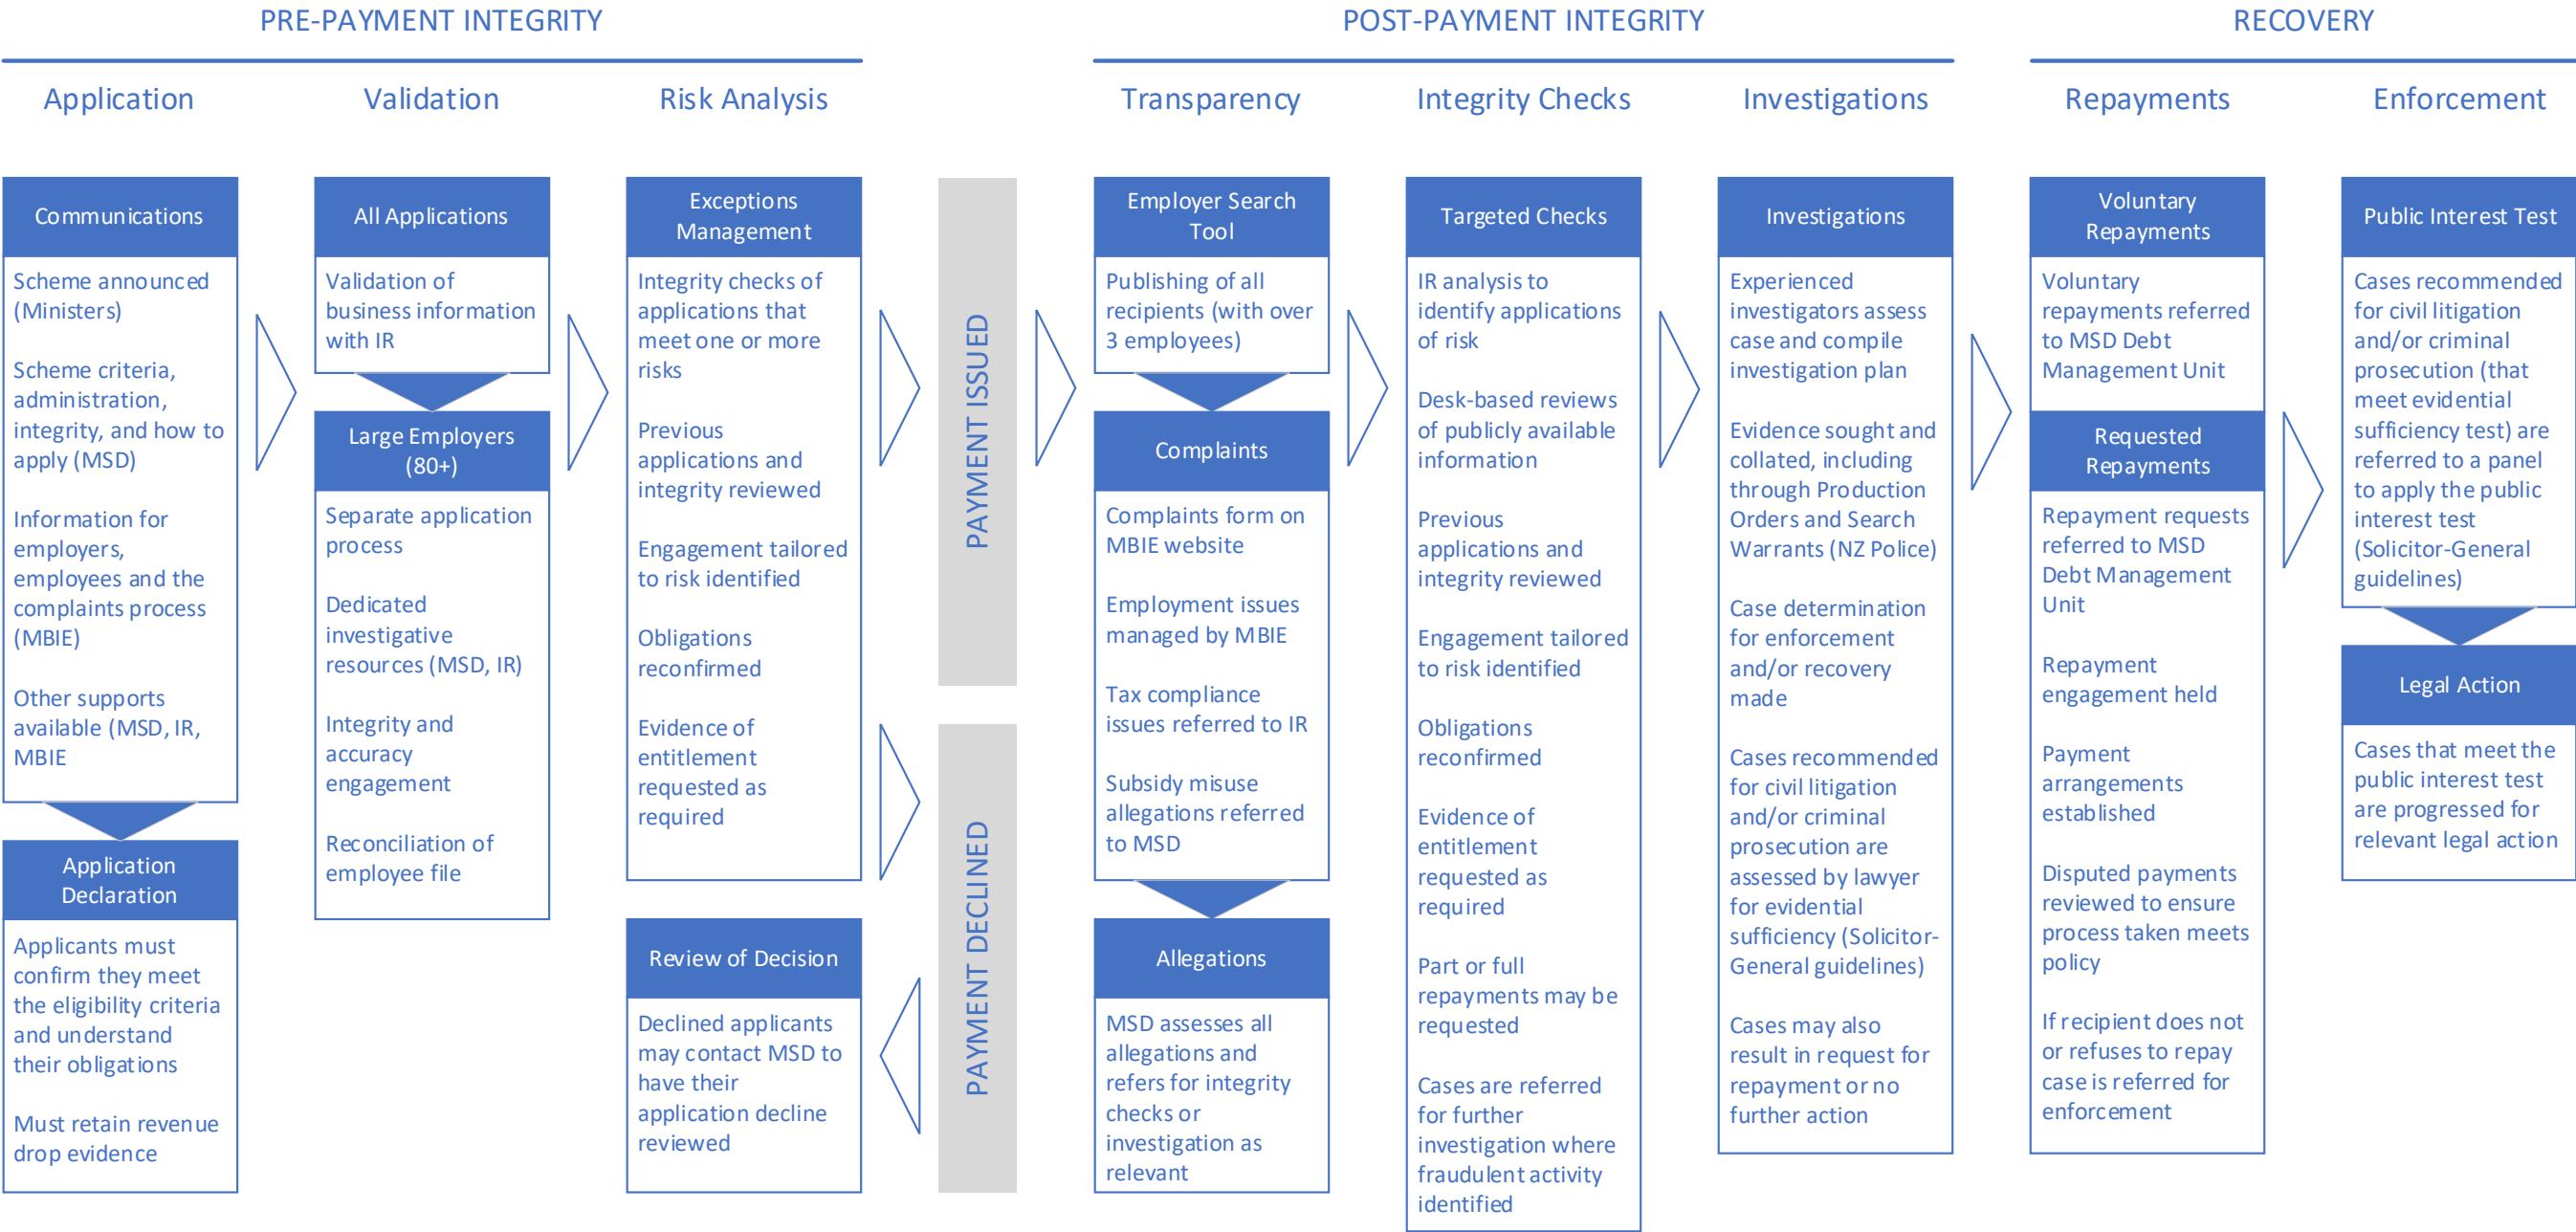 PRE-PAYMENT INTEGRITY
POST-PAYMENT INTEGRITY
RECOVERY
Application
Validation
Risk Analysis
Transparency
Integrity Checks
Investigations
Repayments
Enforcement
Communications
Scheme announced
(Ministers)
Scheme criteria,
administration,
integrity, and how to
apply (MSD)
Information for
employers,
employees and the
complaints process
(MBIE)
Other supports
available (MSD, IR,
MBIE
Application
Declaration
Applicants must
confirm they meet
the eligibility criteria
and understand
their obligations
Must retain revenue
drop evidence
All Applications
Validation of
business information
with IR
Large Employers
(80+)
Separate application
process
Dedicated
investigative
resources (MSD, IR)
Integrity and
accuracy
engagement
Reconciliation of
employee file
Exceptions
Management
Integrity checks of
applications that
meet one or more
risks
Previous
applications and
integrity reviewed
Engagement tailored
to risk identified
Obligations
reconfirmed
Evidence of
entitlement
requested as
required
Review of Decision
Declined applicants
may contact MSD to
have their
application decline
reviewed
PAYMENT ISSUED
PAYMENT DECLINED
Employer Search
Tool
Publishing of all
recipients (with over
3 employees)
Complaints
Complaints form on
MBIE website
Employment issues
managed by MBIE
Tax compliance
issues referred to IR
Subsidy misuse
allegations referred
to MSD
Allegations
MSD assesses all
allegations and
refers for integrity
checks or
investigation as
relevant
Targeted Checks
IR analysis to
identify applications
of risk
Desk-based reviews
of publicly available
information
Previous
applications and
integrity reviewed
Engagement tailored
to risk identified
Obligations
reconfirmed
Evidence of
entitlement
requested as
required
Part or full
repayments may be
requested
Cases are referred
for further
investigation where
fraudulent activity
identified
Investigations
Experienced
investigators assess
case and compile
investigation plan
Evidence sought and
collated, including
through Production
Orders and Search
Warrants (NZ Police)
Case determination
for enforcement
and/or recovery
made
Cases recommended
for civil litigation
and/or criminal
prosecution are
assessed by lawyer
for evidential
sufficiency (Solicitor-
General guidelines)
Cases may also
result in request for
repayment or no
further action
Voluntary
Repayments
Voluntary
repayments referred
to MSD Debt
Management Unit
Requested
Repayments
Repayment requests
referred to MSD
Debt Management
Unit
Repayment
engagement held
Payment
arrangements
established
Disputed payments
reviewed to ensure
process taken meets
policy
If recipient does not
or refuses to repay
case is referred for
enforcement
Public Interest Test
Cases recommended
for civil litigation
and/or criminal
prosecution (that
meet evidential
sufficiency test) are
referred to a panel
to apply the public
interest test
(Solicitor-General
guidelines)
Legal Action
Cases that meet the
public interest test
are progressed for
relevant legal action